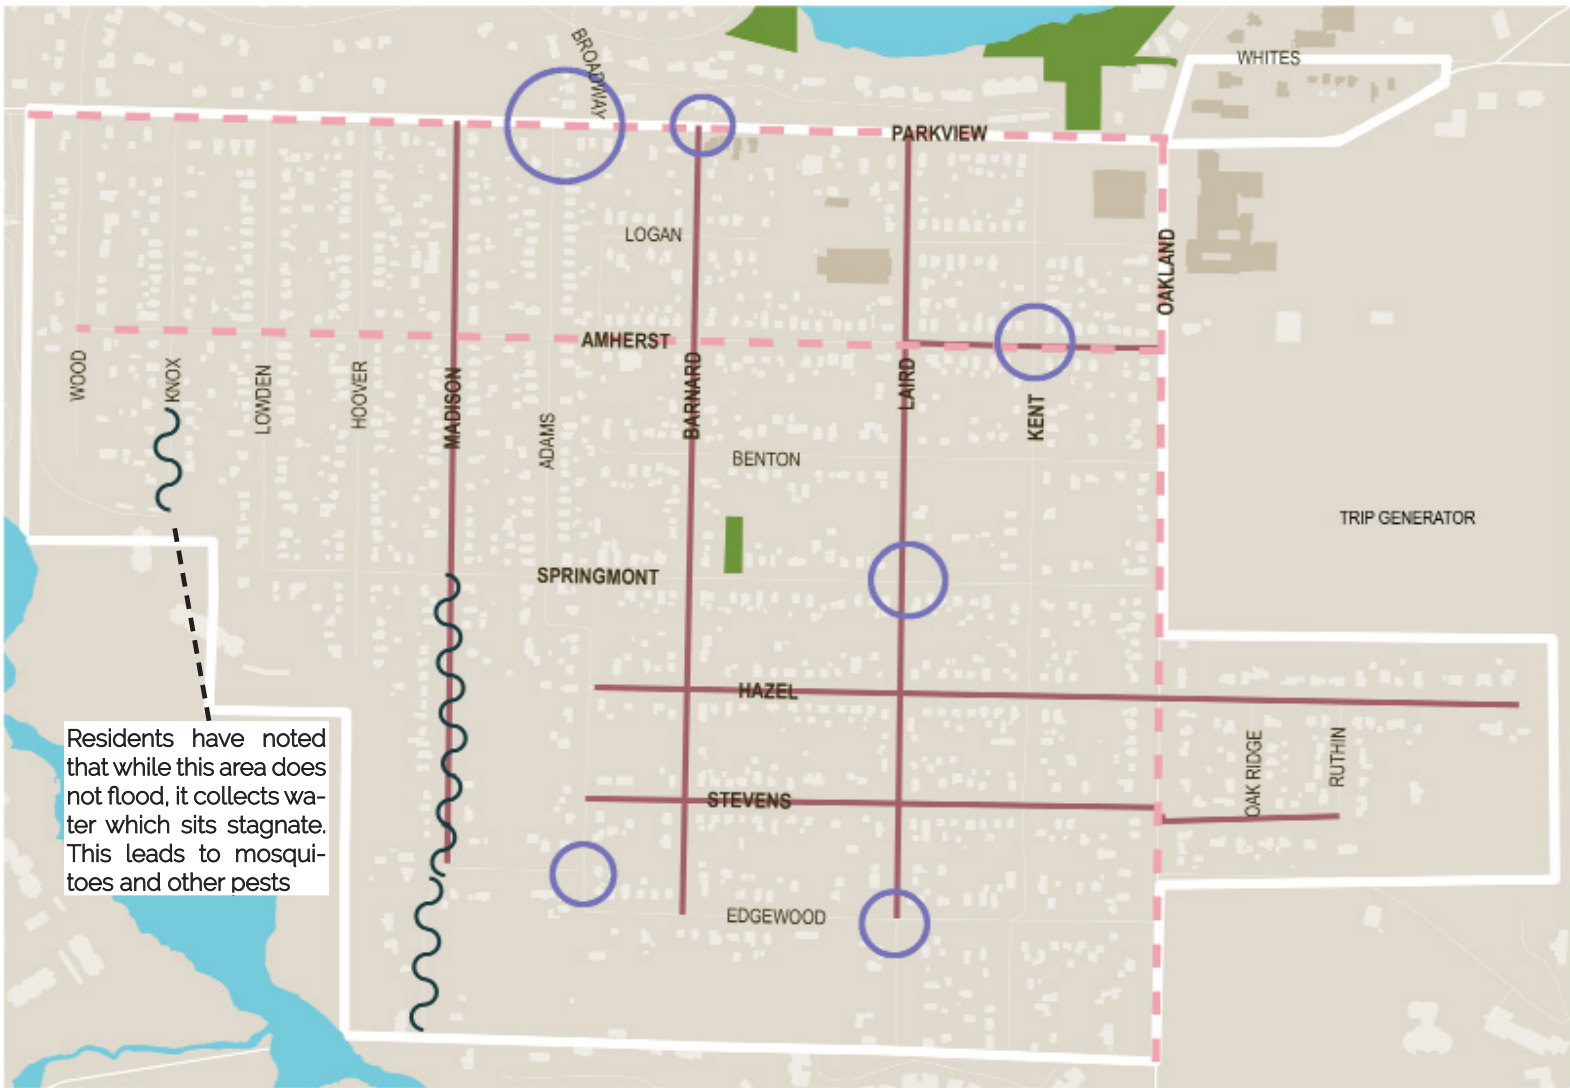 BROADWAY
WHITES
PARKVIEW
LOGAN
OAKLAND
AMHERST
WOOD
KNOX
LOWDEN
HOOVER
MADISON
ADAMS
BARNARD
LAIRD
KENT
BENTON
TRIP GENERATOR
SPRINGMONT
HAZEL
OAK RIDGE
RUTHIN
STEVENS
EDGEWOOD
Residents have noted
that while this area does
not flood, it collects wa-
ter which sits stagnate.
This leads to mosqui-
toes and other pests